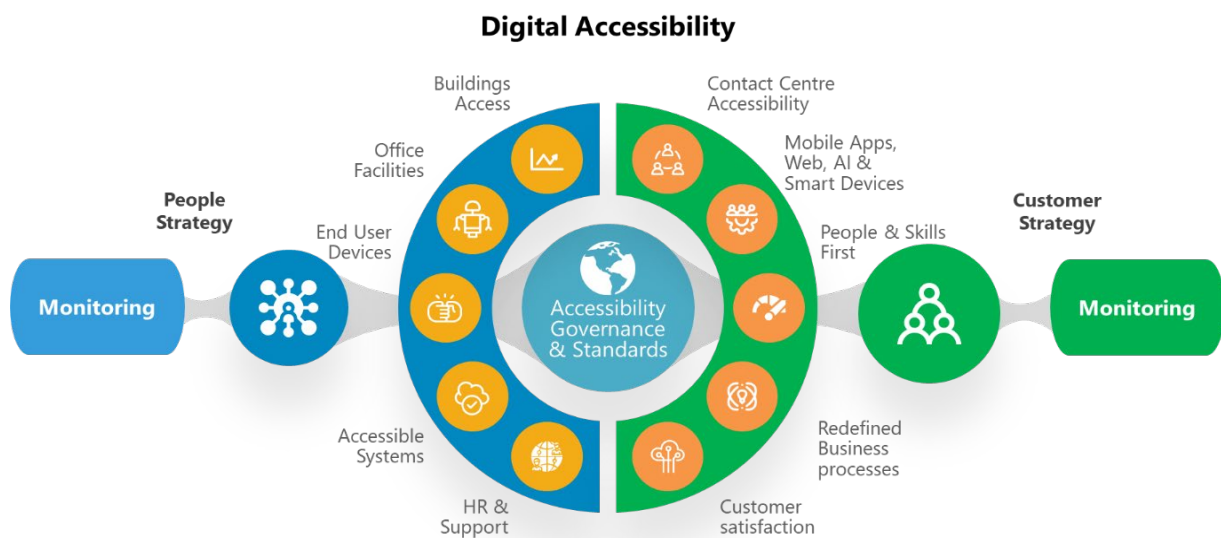 Digital Accessibility
Buildings
Access
Office
Facilities
People
Strategy
End User
Devices
Monitoring
Accessible
Systems
HR &
Support
Accessibility
Governance
& Standards
Contact Centre
Accessibility
Mobile Apps,
Web, AI &
Smart Devices
People & Skills
First
Customer
Strategy
Monitoring
Redefined
Business
processes
Customer
satisfaction